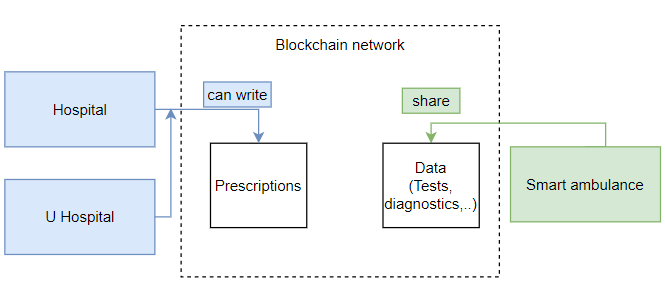 Blockchain network
Hospital
can write
share
Prescriptions
Data
(Tests,
diagnostics,..)
Smart ambulance
U Hospital